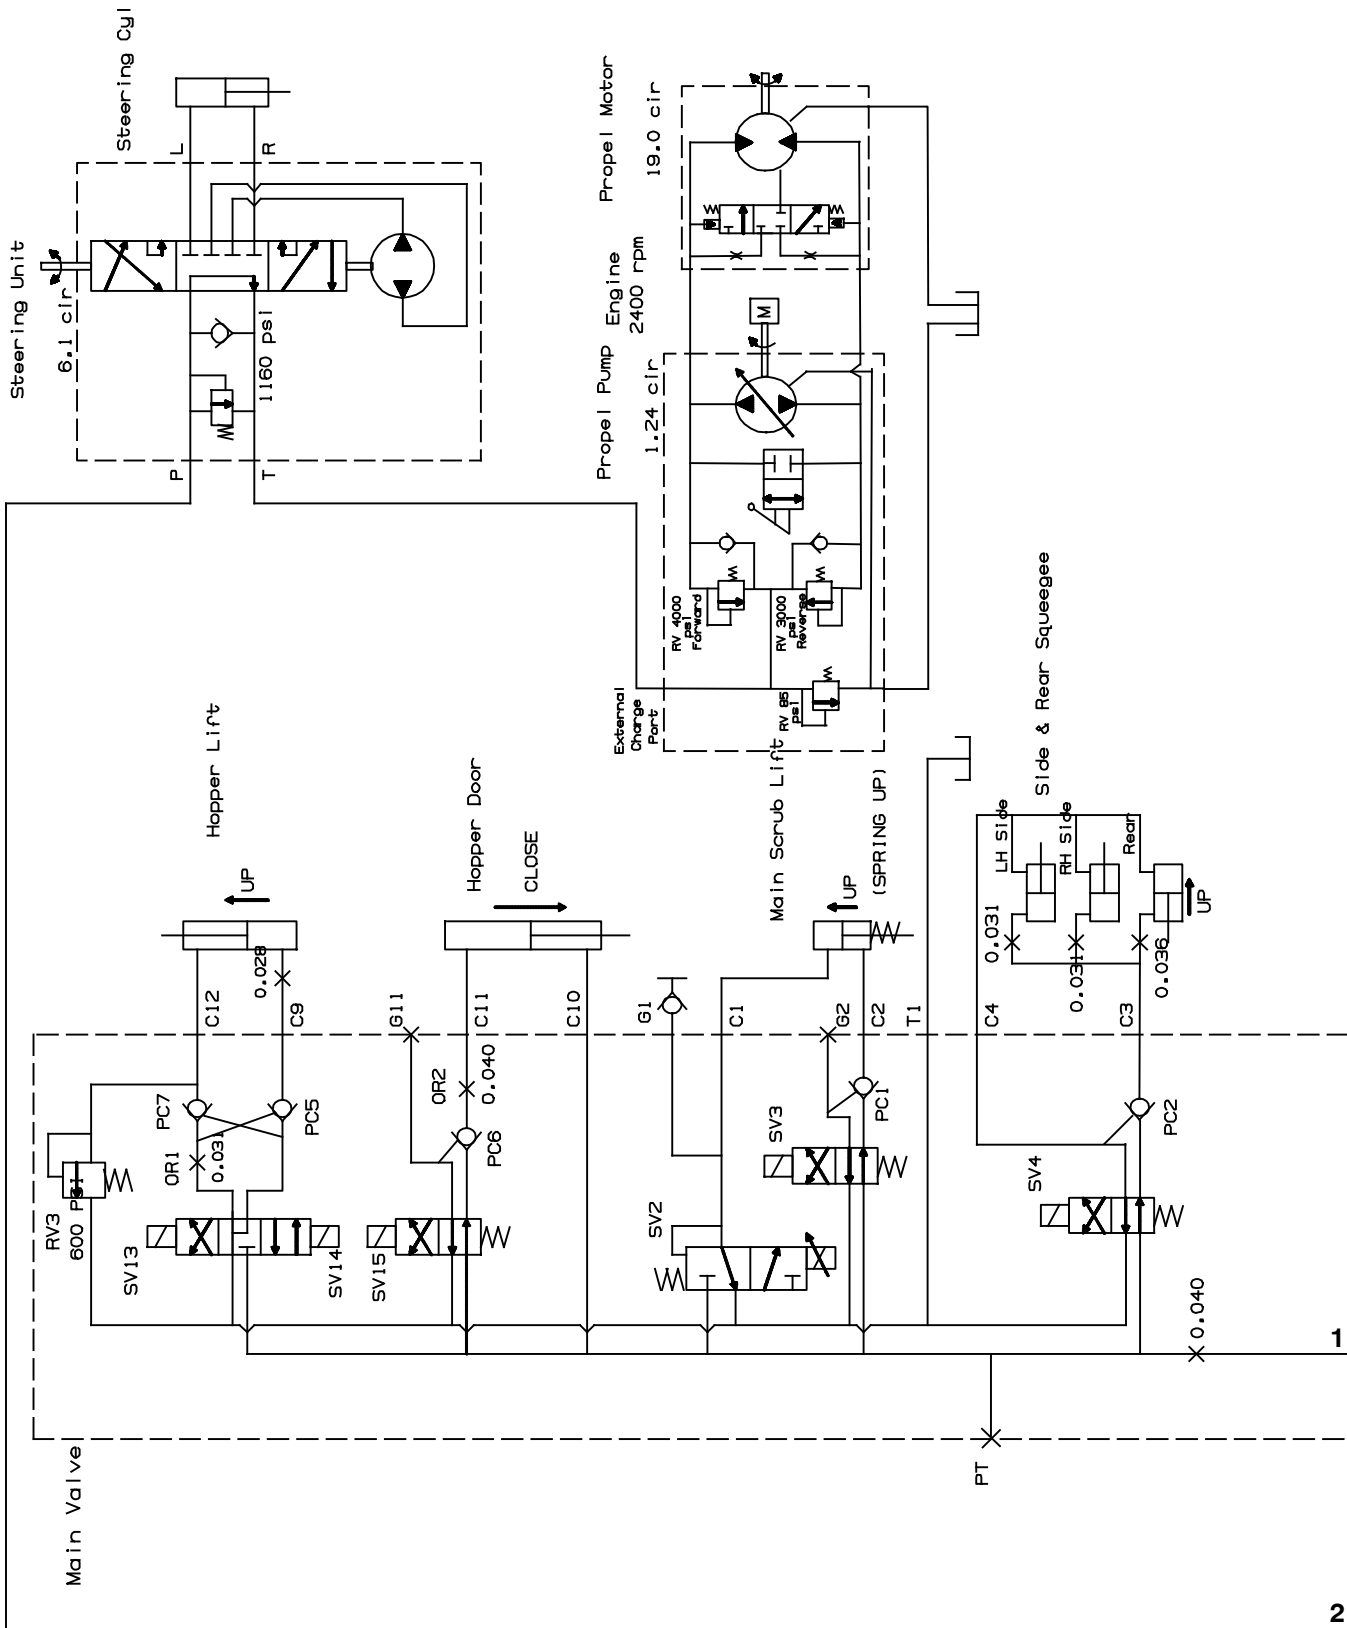 Steering Cyl
L
R
Steering Unit
6.1 cir
1160 psi
P
T
Propel Motor
19.0 cir
Engine
2400 rpm
M
Propel Pump
1.24 cir
RV 4000
psi
Forward
RV 3000
psi
Reverse
External
Charge
Port
RV 85
psi
Hopper Lift
UP
0.028
C12
C9
PC7
PC5
OR1
0.031
RV3
600 PSI
SV13
SV14
Hopper Door
CLOSE
G11
C11
C10
OR2
0.040
PC6
SV15
Main Scrub Lift
(SPRING UP)
UP
G1
C1
G2
C2
T1
SV3
PC1
SV2
Side & Rear Squeegee
LH Side
RH Side
Rear
UP
0.031
0.031
0.036
C4
C3
PC2
SV4
0.040
1
PT
Main Valve
2